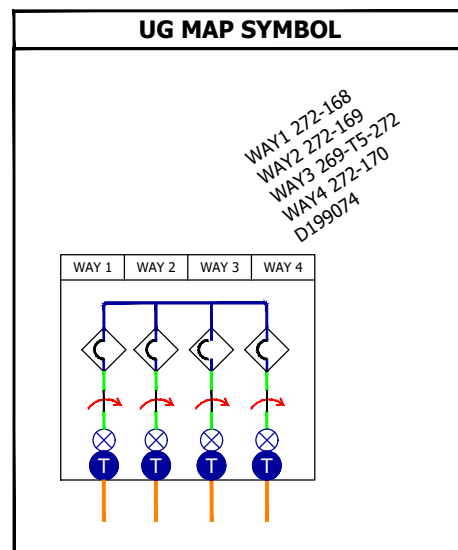 UG MAP SYMBOL
WAY1 272-168
WAY2 272-169
WAY3 269-T5-272
WAY4 272-170
D199074
WAY 1 WAY 2 WAY 3 WAY 4
T T T T